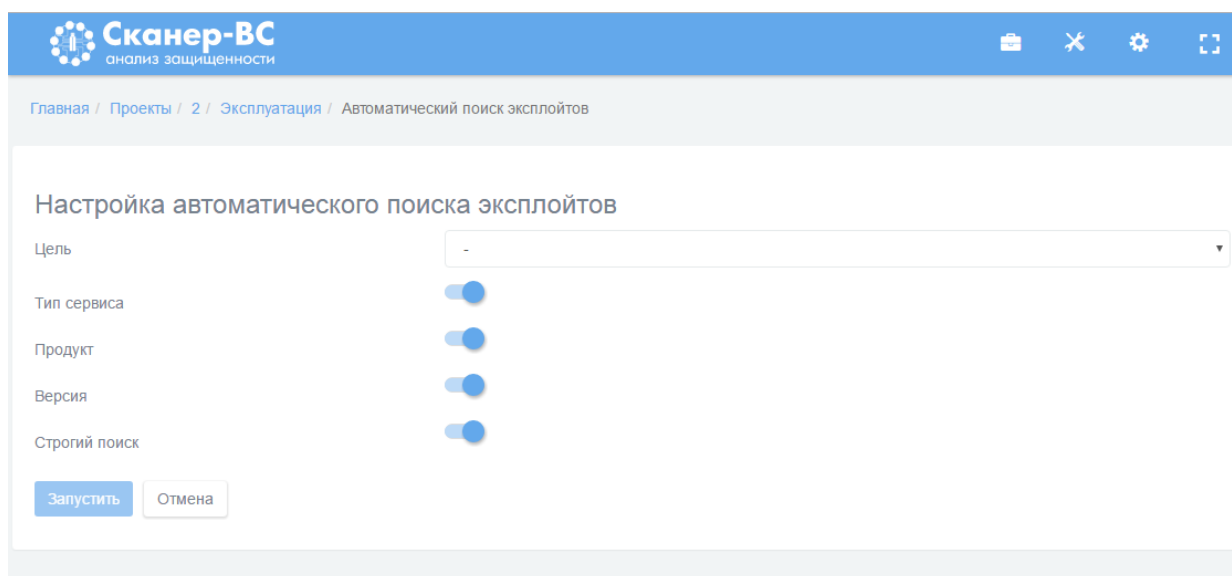 Сканер-ВС
анализ защищенности
Главная / Проекты / 2 / Эксплуатация / Автоматический поиск эксплойтов
Настройка автоматического поиска эксплойтов
Цель
-
Тип сервиса
Продукт
Версия
Строгий поиск
Запустить Отмена